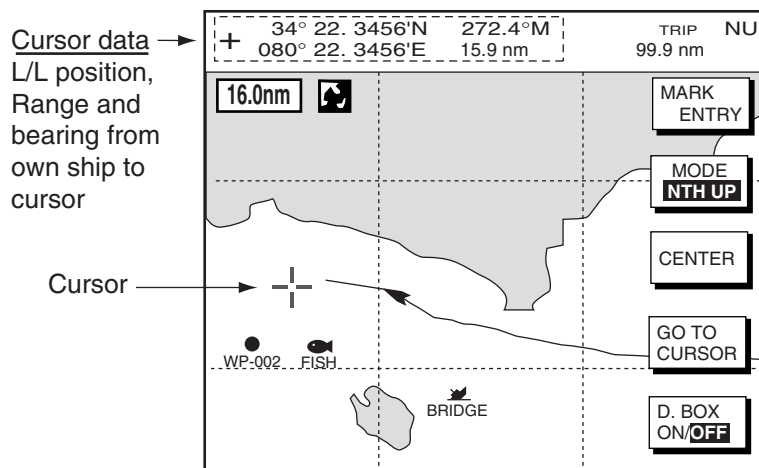 Cursor data
L/L position,
Range and
bearing from
own ship to
cursor
Cursor
+ 34° 22. 3456'N 272.4°M TRIP NU
080° 22. 3456'E 15.9 nm 99.9 nm
16.0nm
MARK
ENTRY
MODE
NTH UP
CENTER
GO TO
CURSOR
D. BOX
ON/OFF
WP-002 FISH
BRIDGE